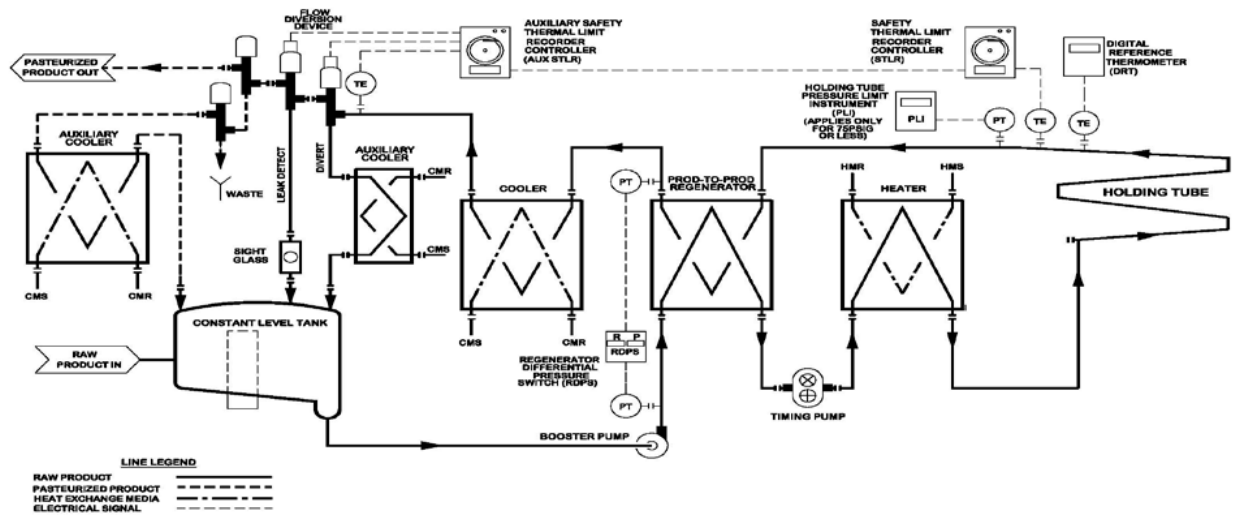 FLOW
DIVERSION
DEVICE
AUXILIARY SAFETY
THERMAL LIMIT
RECORDER
CONTROLLER
(AUX STLR)
SAFETY
THERMAL LIMIT
RECORDER
CONTROLLER
(STLR)
DIGITAL
REFERENCE
THERMOMETER
(DRT)
PASTEURIZED
PRODUCT OUT
TE
HOLDING TUBE
PRESSURE LIMIT
INSTRUMENT
(PLI)
(APPLIES ONLY
FOR 75PSIG
OR LESS)
PLI
PT
TE
TE
AUXILIARY
COOLER
WASTE
LEAK DETECT
DIVERT
AUXILIARY
COOLER
CMR
CMS
COOLER
PT
PROD-TO-PROD
REGENERATOR
HMR
HMS
HEATER
HOLDING TUBE
SIGHT
GLASS
CMS
CMR
CONSTANT LEVEL TANK
RAW
PRODUCT IN
CMS
CMR
R P
RDPS
REGENERATOR
DIFFERENTIAL
PRESSURE
SWITCH (RDPS)
PT
TIMING PUMP
BOOSTER PUMP
LINE LEGEND
RAW PRODUCT
PASTEURIZED PRODUCT
HEAT EXCHANGE MEDIA
ELECTRICAL SIGNAL